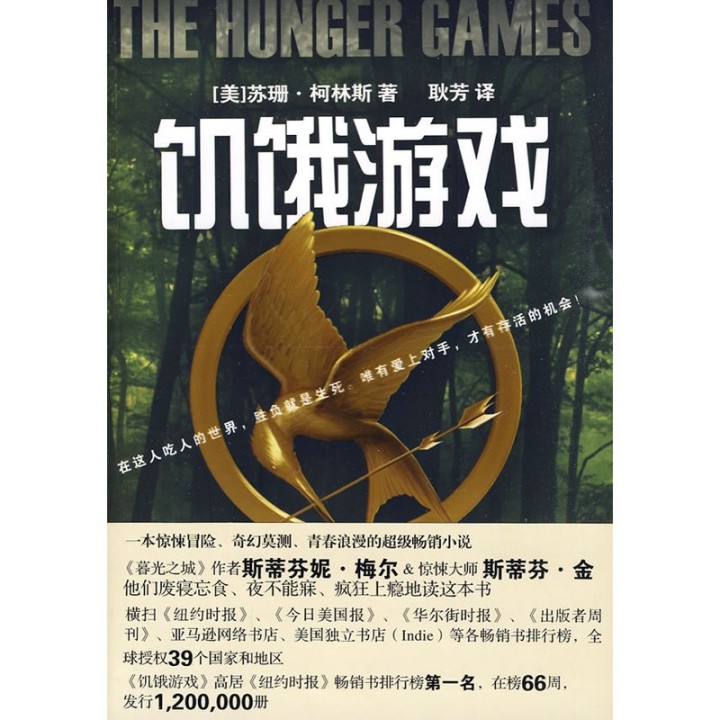 THE HUNGER GAMES
[美]苏珊·柯林斯 著 耿芳 译
饥饿游戏
在这人吃人的世界，胜负就是生死。唯有爱上对手，才有存活的机会！
一本惊悚冒险、奇幻莫测、青春浪漫的超级畅销小说
《暮光之城》作者斯蒂芬妮·梅尔 & 惊悚大师 斯蒂芬·金
他们废寝忘食、夜不能寐、疯狂上瘾地读这本书
横扫《纽约时报》、《今日美国报》、《华尔街时报》、《出版者周
刊》、亚马逊网络书店、美国独立书店（Indie）等各畅销书排行榜，全
球授权39个国家和地区
《饥饿游戏》高居《纽约时报》畅销书排行榜第一名，在榜66周，
发行1,200,000册